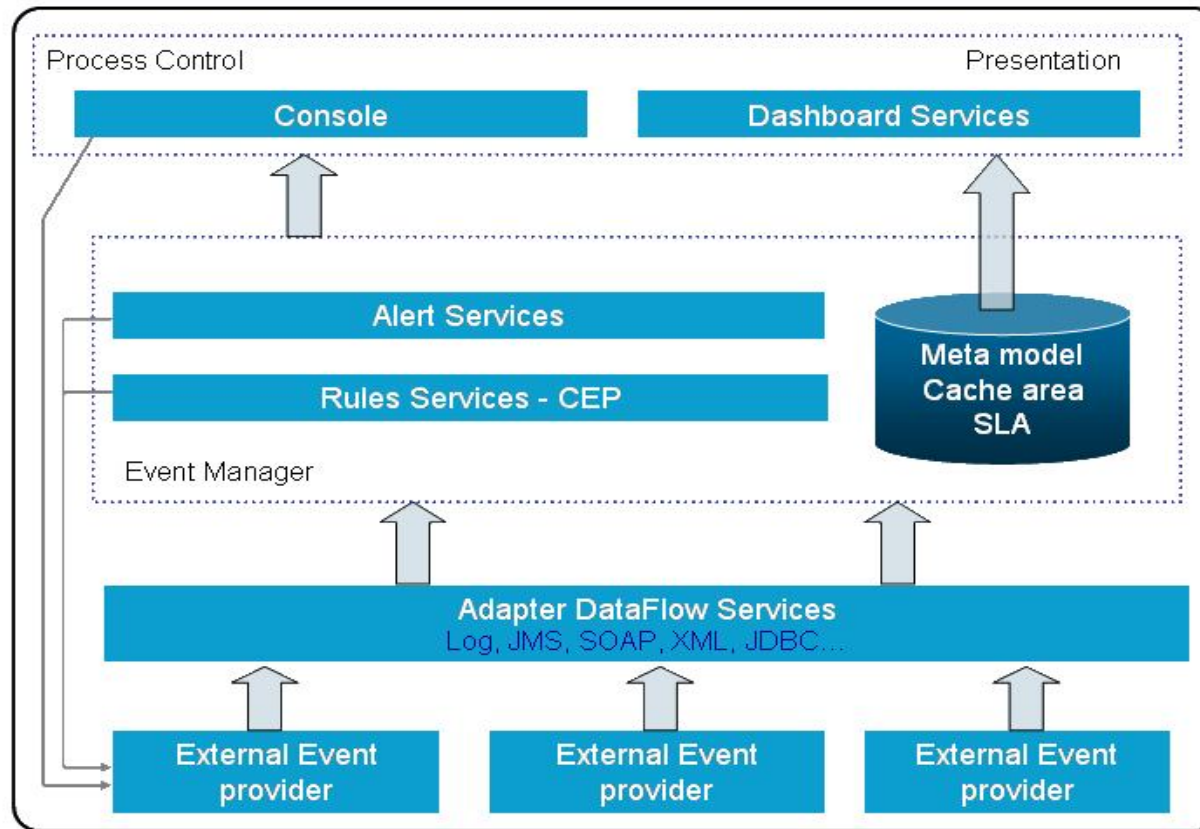 Process Control
Presentation
Console
Dashboard Services
Alert Services
Rules Services - CEP
Meta model
Cache area
SLA
Event Manager
Adapter DataFlow Services
Log, JMS, SOAP, XML, JDBC...
External Event
provider
External Event
provider
External Event
provider